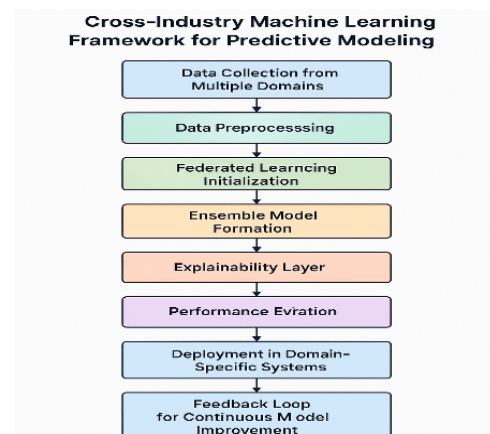 Cross-Industry Machine Learning
Framework for Predictive Modeling
Data Collection from
Multiple Domains
Data Preprocesssing
Federated Learncing
Initialization
Ensemble Model
Formation
Explainability Layer
Performance Evıration
Deployment in Domain-
Specific Systems
Feedback Loop
for Continuous M odel
Improvement